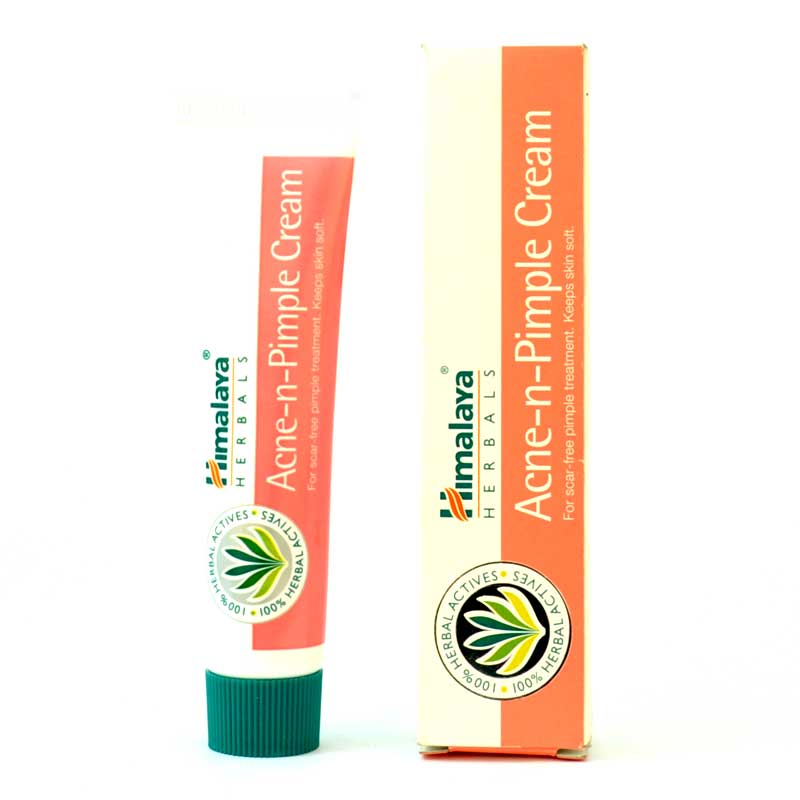 Himalaya®
HERBALS
Acne-n-Pimple Cream
For scar-free pimple treatment. Keeps skin soft.
100% HERBAL ACTIVES • 100% HERBAL ACTIVES •
Himalaya®
HERBALS
Acne-n-Pimple Cream
For scar-free pimple treatment. Keeps skin soft.
100% HERBAL ACTIVES • 100% HERBAL ACTIVES •